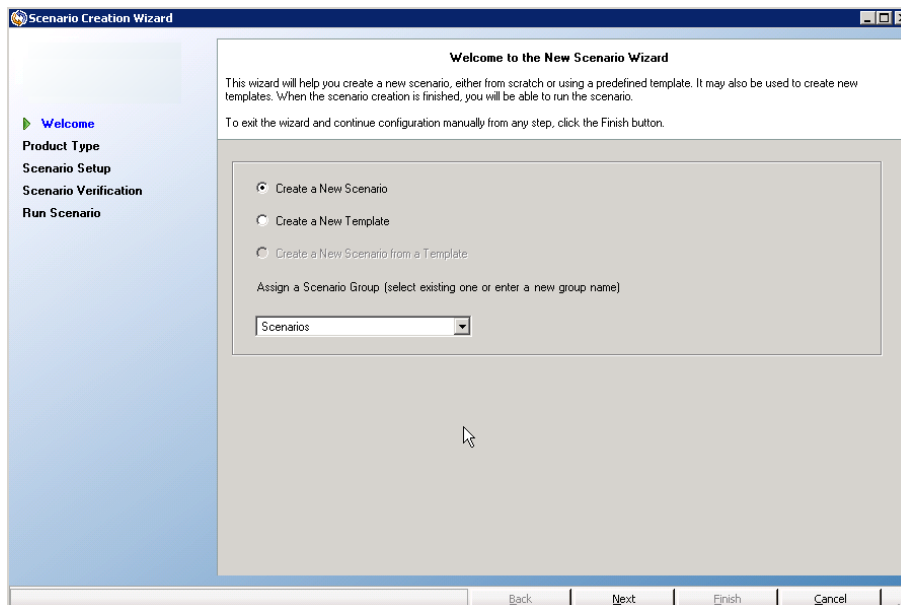 Scenario Creation Wizard
Welcome to the New Scenario Wizard
This wizard will help you create a new scenario, either from scratch or using a predefined template. It may also be used to create new
templates. When the scenario creation is finished, you will be able to run the scenario.
To exit the wizard and continue configuration manually from any step, click the Finish button.
Welcome
Product Type
Scenario Setup
Scenario Verification
Run Scenario
Create a New Scenario
Create a New Template
Create a New Scenario from a Template
Assign a Scenario Group (select existing one or enter a new group name)
Scenarios
Back
Next
Finish
Cancel